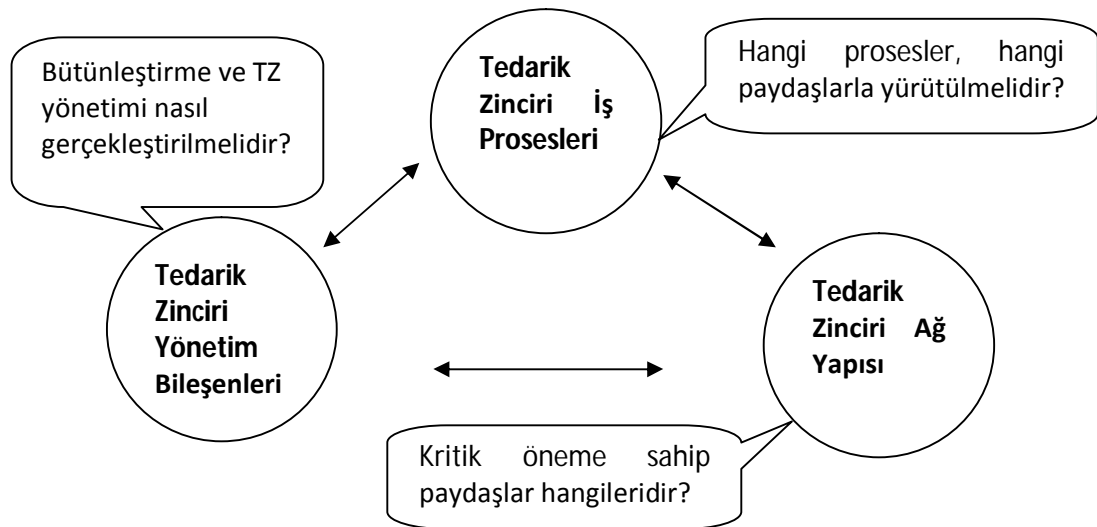 Bütünleştirme ve TZ
yönetimi nasıl
gerçekleştirilmelidir?
Tedarik
Zinciri İş
Prosesleri
Hangi prosesler, hangi
paydaşlarla yürütülmelidir?
Tedarik
Zinciri
Yönetim
Bileşenleri
Tedarik
Zinciri Ağ
Yapısı
Kritik öneme sahip
paydaşlar hangileridir?